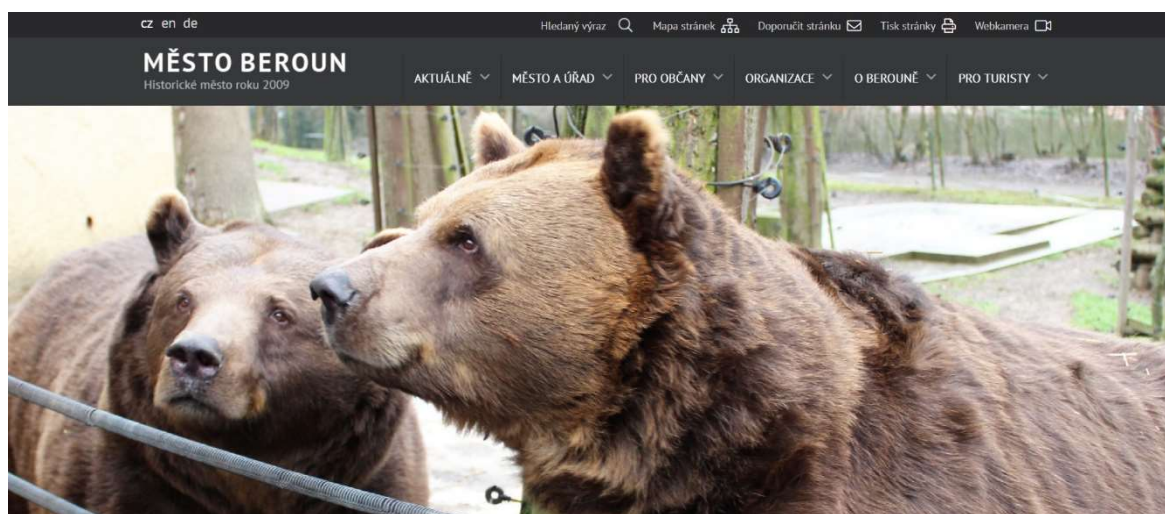 cz en de
Hledaný výraz Mapa stránek Doporučit stránku Tisk stránky Webkamera
MĚSTO BEROUN
Historické město roku 2009
AKTUÁLNĚ MĚSTO A ÚŘAD PRO OBČANY ORGANIZACE O BEROUNĚ PRO TURISTY